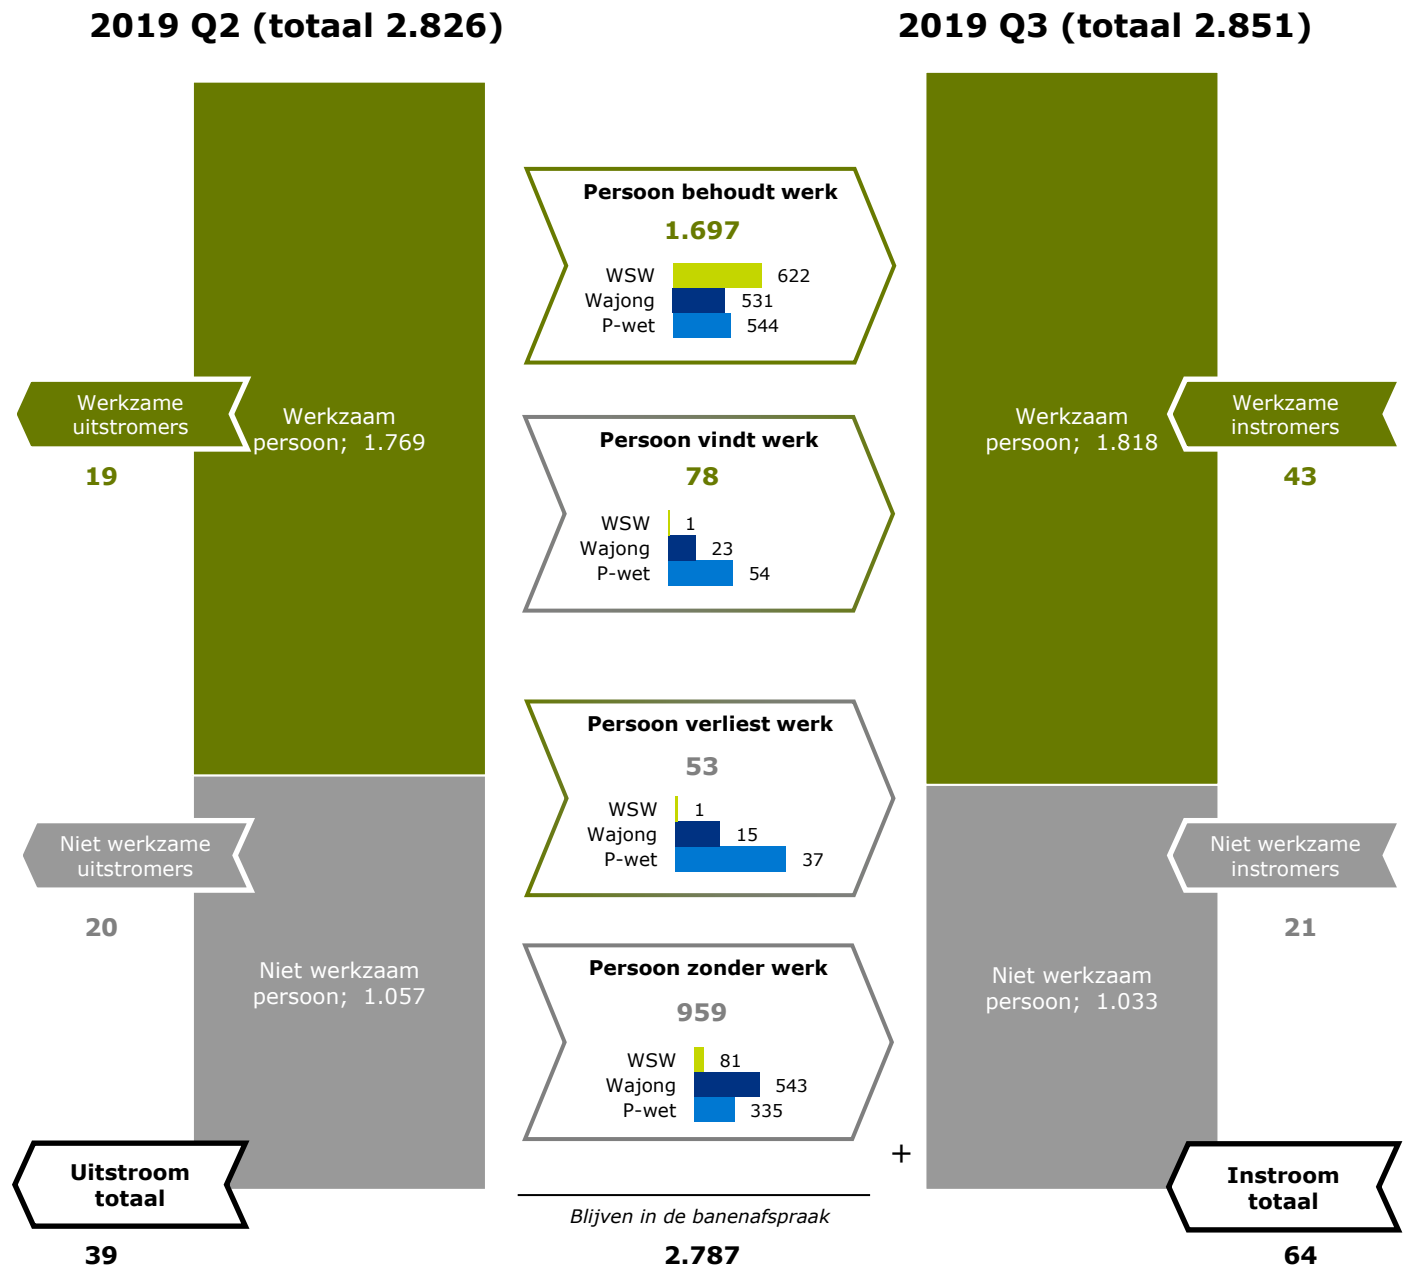 2019 Q2 (totaal 2.826)
2019 Q3 (totaal 2.851)
Werkzame
uitstromers
19
Werkzaam
persoon;  1.769
Niet werkzame
uitstromers
20
Niet werkzaam
persoon;  1.057
Uitstroom
totaal
39
Persoon behoudt werk
1.697
WSW 622
Wajong 531
P-wet 544
Persoon vindt werk
78
WSW 1
Wajong 23
P-wet 54
Persoon verliest werk
53
WSW 1
Wajong 15
P-wet 37
Persoon zonder werk
959
WSW 81
Wajong 543
P-wet 335
+
Blijven in de banenafspraak
2.787
Werkzaam
persoon;  1.818
Werkzame
instromers
43
Niet werkzame
instromers
21
Niet werkzaam
persoon;  1.033
Instroom
totaal
64